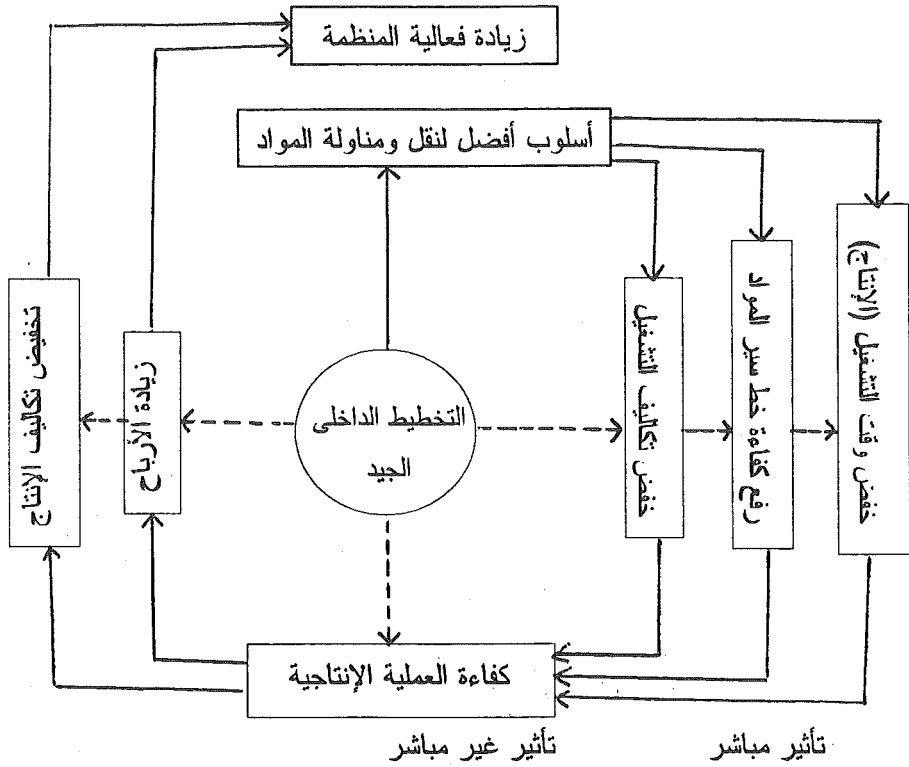 زيادة فعالية المنظمة
أسلوب أفضل لنقل ومناولة المواد
خفض وقت التشغيل (الإنتاج)
رفع كفاءة خط سير المواد
خفض تكاليف التشغيل
التخطيط الداخلى
الجيد
زيادة الأرباح
تخفيض تكاليف الإنتاج
كفاءة العملية الإنتاجية
تأثير مباشر
تأثير غير مباشر